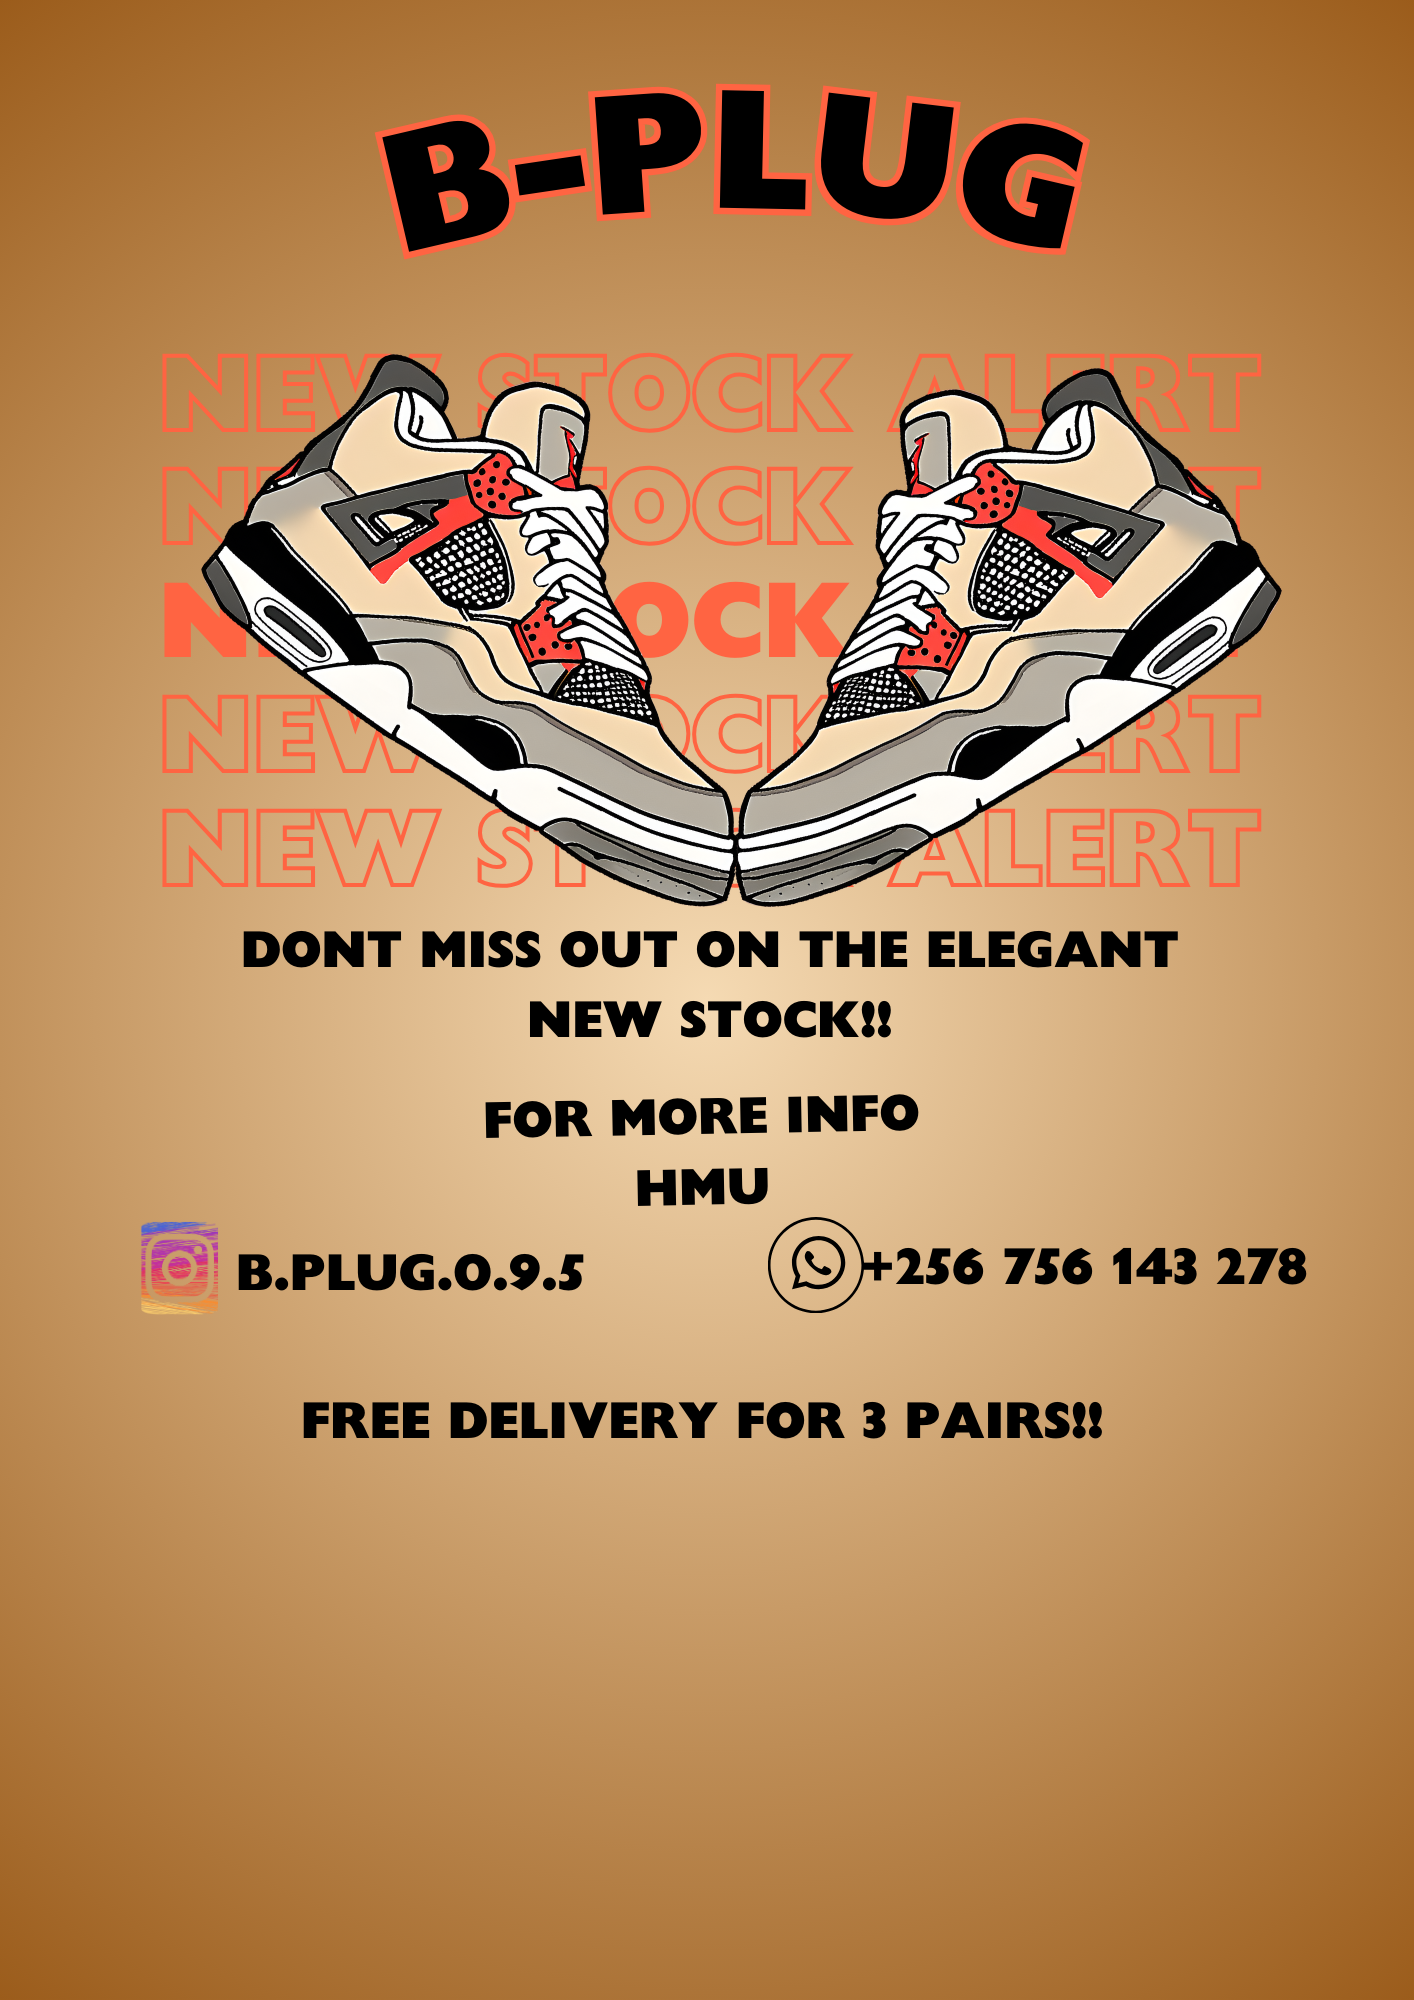 B-PLUG
NEW STOCK ALERT
NEW STOCK ALERT
NEW STOCK ALERT
NEW STOCK ALERT
NEW STOCK ALERT
DONT MISS OUT ON THE ELEGANT
NEW STOCK!!
FOR MORE INFO
HMU
B.PLUG.0.9.5
+256 756 143 278
FREE DELIVERY FOR 3 PAIRS!!